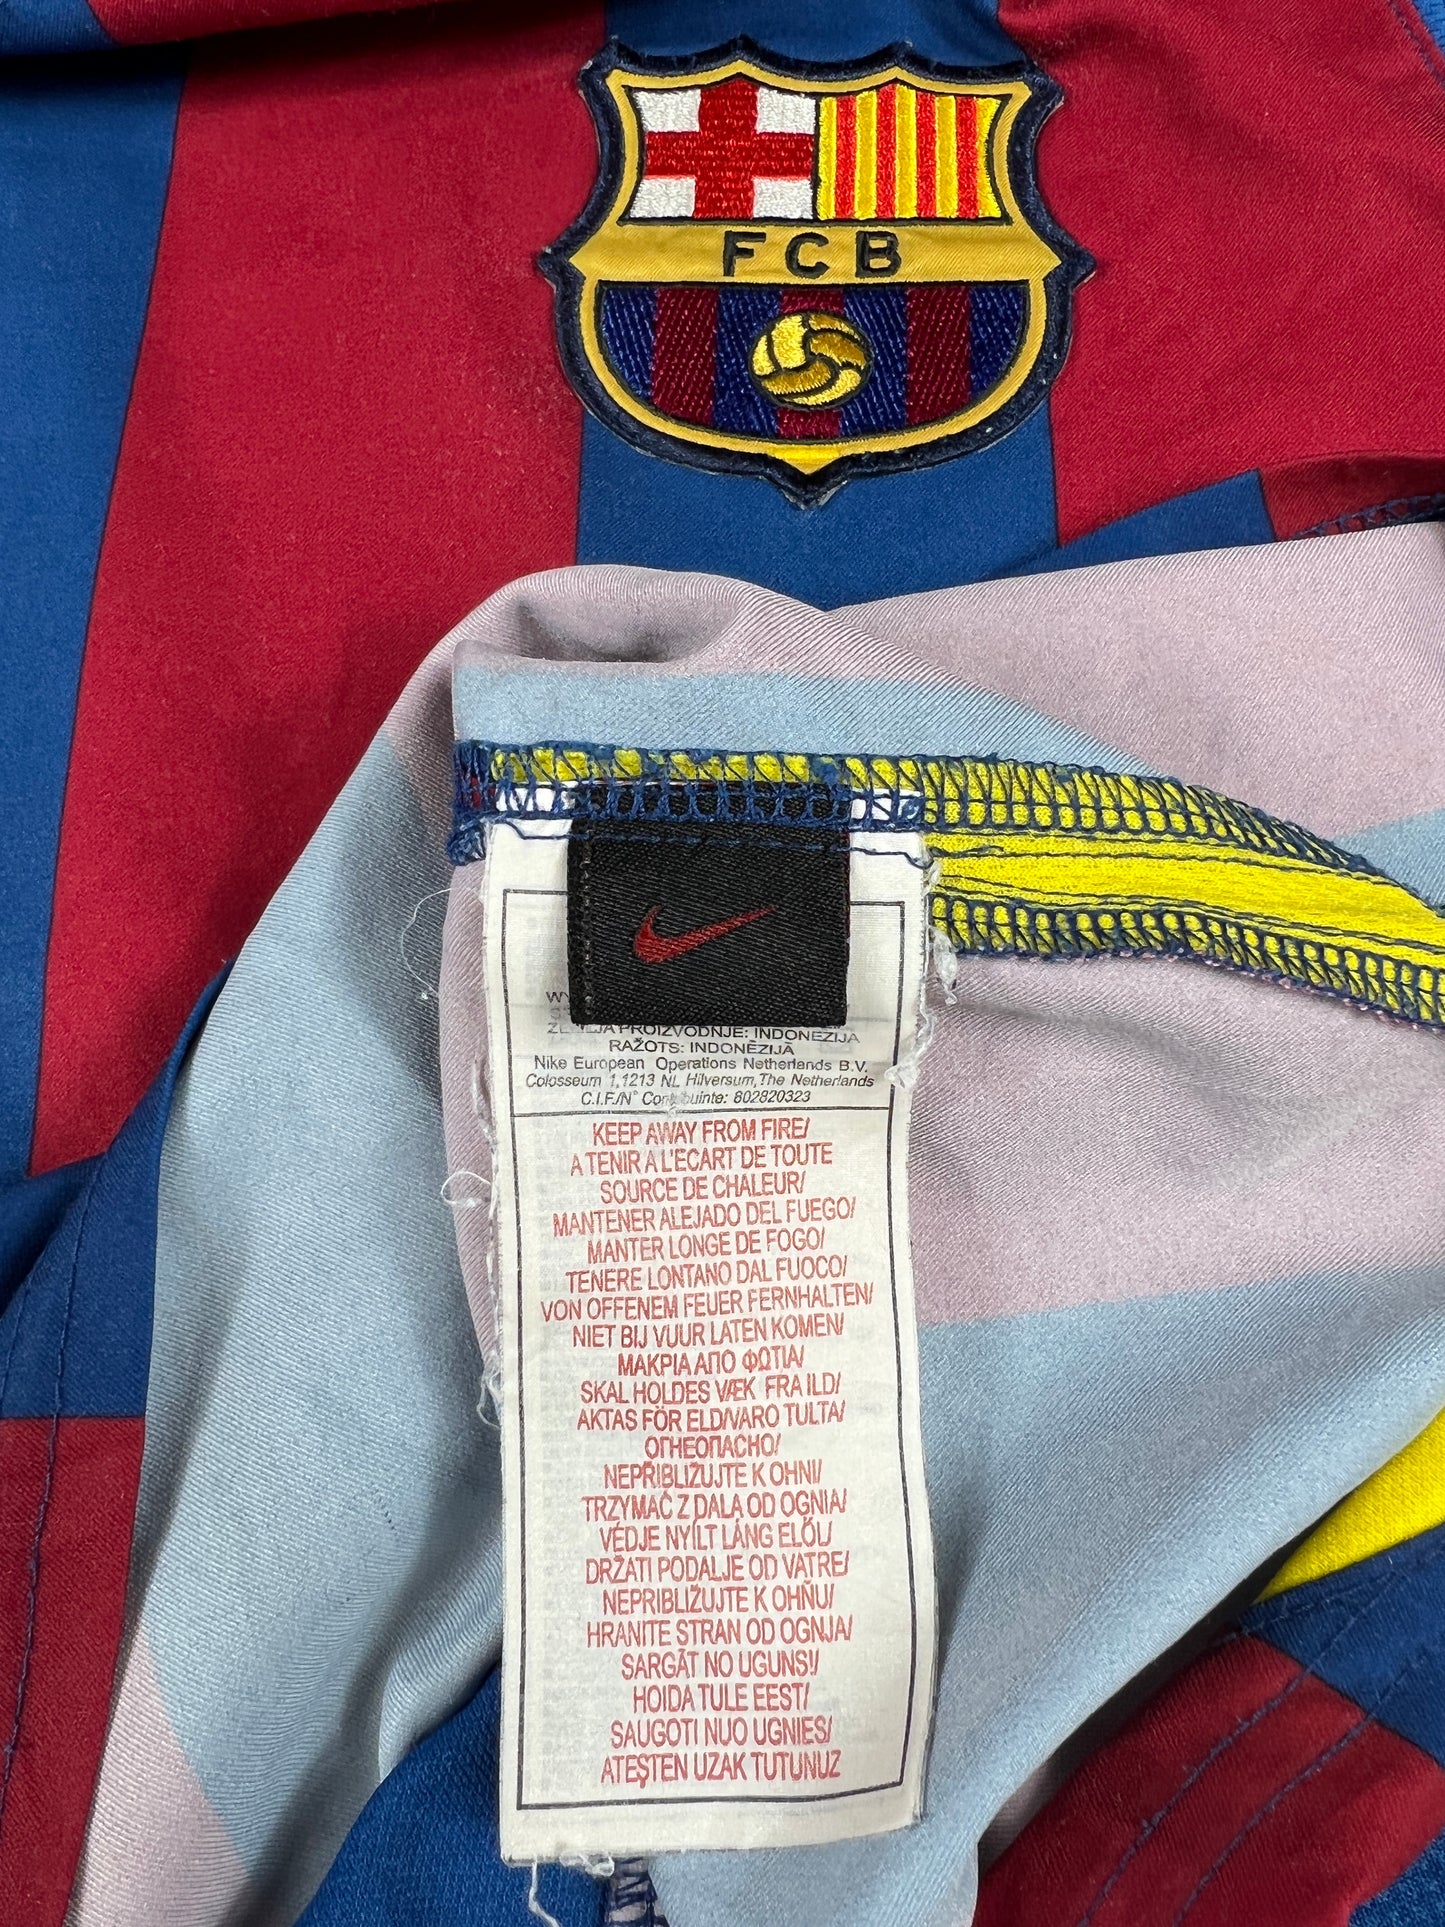 FCB
ZEMLJA PROIZVODNJE: INDONEZIJA
RAŽOTS: INDONĒZIJĀ
Nike European Operations Netherlands B.V.
Colosseum 1,1213 NL Hilversum,The Netherlands
C.I.F./N° Contribuinte: 802820323
KEEP AWAY FROM FIRE/
A TENIR A L'ECART DE TOUTE
SOURCE DE CHALEUR/
MANTENER ALEJADO DEL FUEGO/
MANTER LONGE DE FOGO/
TENERE LONTANO DAL FUOCO/
VON OFFENEM FEUER FERNHALTEN/
NIET BIJ VUUR LATEN KOMEN/
ΜΑΚΡΙΑ ΑΠΟ ΦΩΤΙΑ/
SKAL HOLDES VÆK FRA ILD/
AKTAS FÖR ELD/VARO TULTA/
ОГНЕОПАСНО/
NEPŘIBLIŽUJTE K OHNI/
TRZYMAĆ Z DALA OD OGNIA/
VÉDJE NYÍLT LÁNG ELŐL/
DRŽATI PODALJE OD VATRE/
NEPRIBLIŽUJTE K OHŇU/
HRANITE STRAN OD OGNJA/
SARGĀT NO UGUNS!/
HOIDA TULE EEST/
SAUGOTI NUO UGNIES/
ATEŞTEN UZAK TUTUNUZ